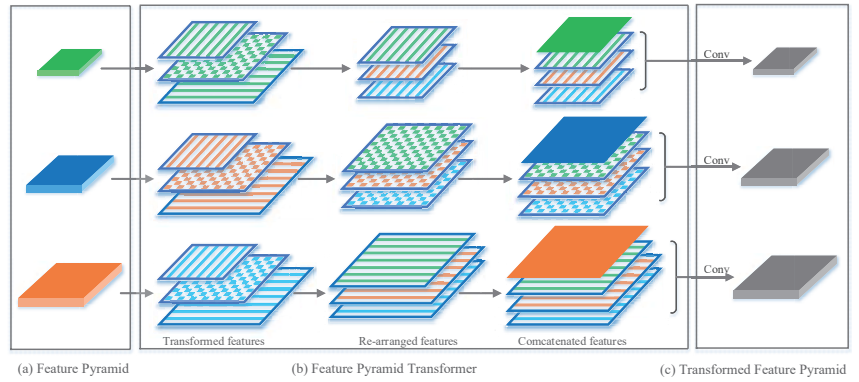 Conv
Conv
Conv
Transformed features
Re-arranged features
Comcatenated features
(a) Feature Pyramid
(b) Feature Pyramid Transformer
(c) Transformed Feature Pyramid